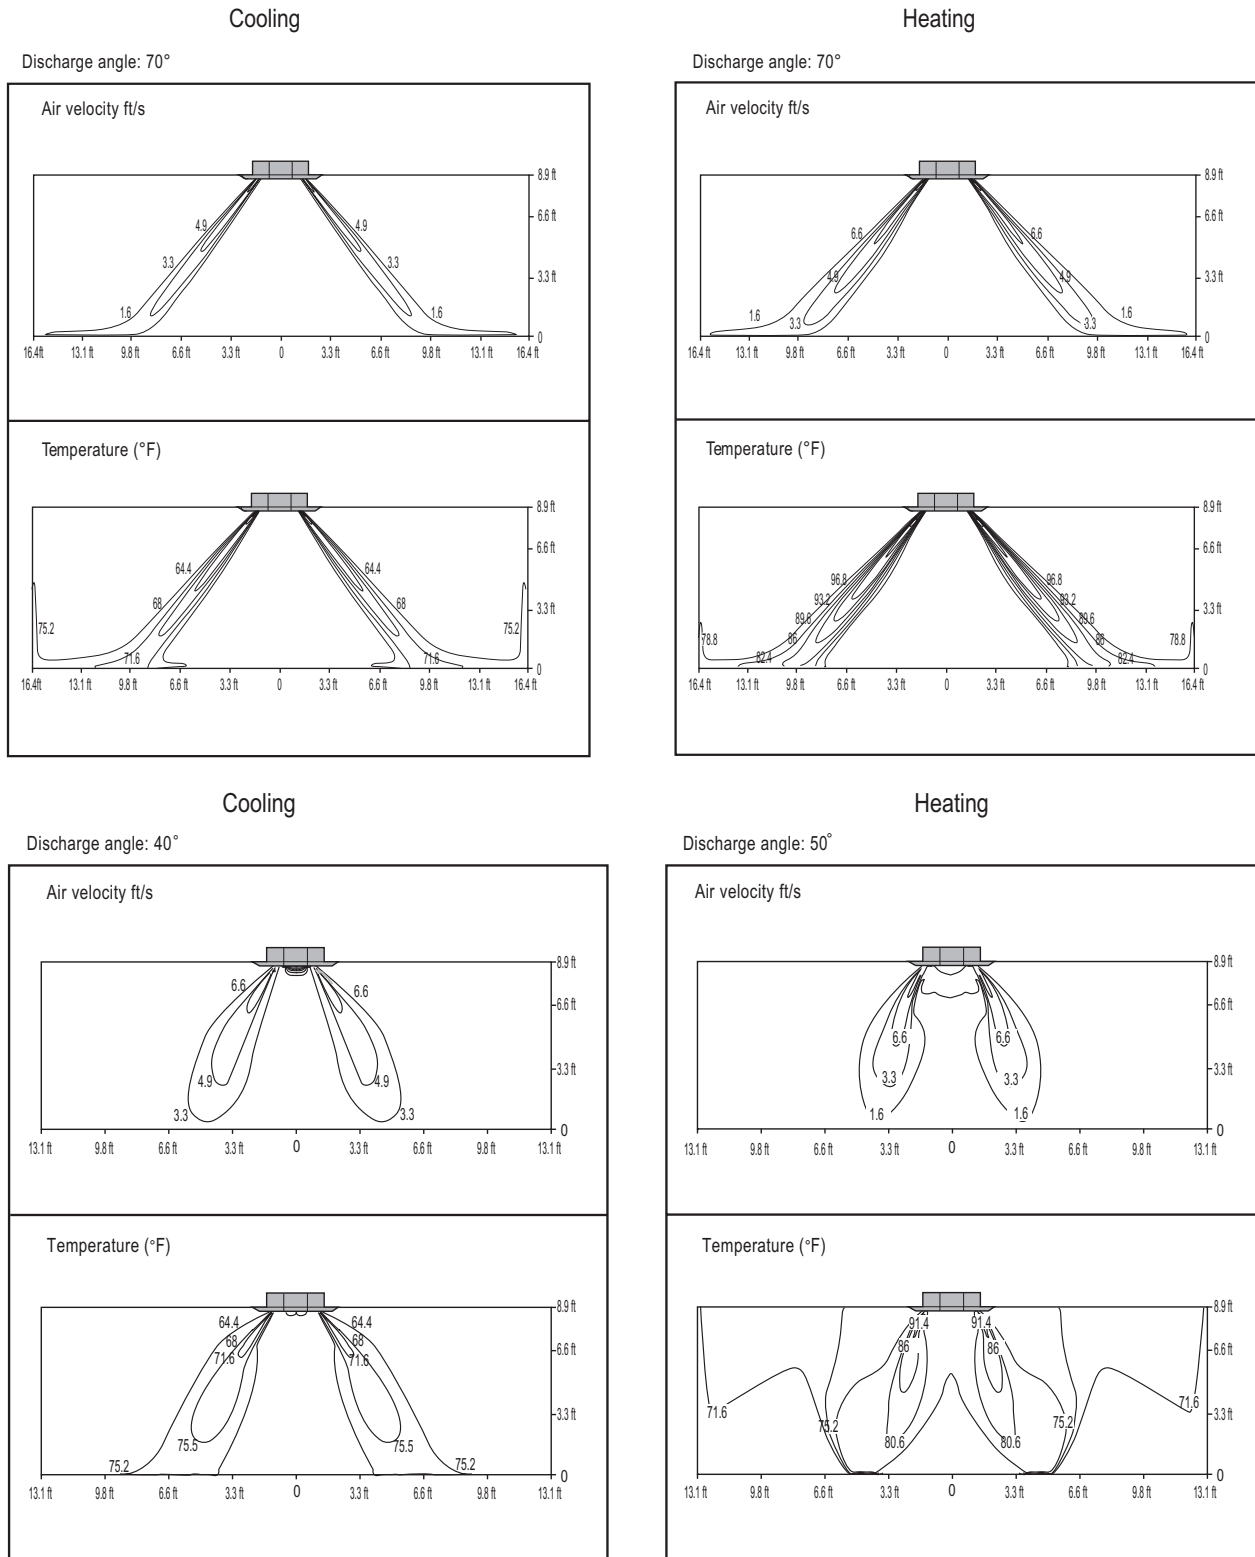 Cooling
Heating
Discharge angle: 70°
Discharge angle: 70°
Air velocity ft/s
8.9 ft
6.6 ft
3.3 ft
0
4.9
4.9
3.3
3.3
1.6
1.6
16.4ft 13.1 ft 9.8 ft 6.6 ft 3.3 ft 0 3.3 ft 6.6 ft 9.8 ft 13.1 ft 16.4 ft
Air velocity ft/s
8.9 ft
6.6 ft
3.3 ft
0
6.6
6.6
4.9
4.9
1.6
3.3
3.3
1.6
16.4 ft 13.1 ft 9.8 ft 6.6 ft 3.3 ft 0 3.3 ft 6.6 ft 9.8 ft 13.1 ft 16.4 ft
Temperature (°F)
8.9 ft
6.6 ft
3.3 ft
0
64.4
64.4
68
68
75.2
75.2
71.6
71.6
16.4ft 13.1 ft 9.8 ft 6.6 ft 3.3 ft 0 3.3 ft 6.6 ft 9.8 ft 13.1 ft 16.4 ft
Temperature (°F)
8.9 ft
6.6 ft
3.3 ft
0
96.8
96.8
93.2
93.2
89.6
89.6
78.8
86
86
78.8
82.4
82.4
16.4 ft 13.1 ft 9.8 ft 6.6 ft 3.3 ft 0 3.3 ft 6.6 ft 9.8 ft 13.1 ft 16.4 ft
Cooling
Heating
Discharge angle: 40°
Discharge angle: 50°
Air velocity ft/s
8.9 ft
6.6 ft
3.3 ft
0
6.6
6.6
4.9
4.9
3.3
3.3
13.1 ft 9.8 ft 6.6 ft 3.3 ft 0 3.3 ft 6.6 ft 9.8 ft 13.1 ft
Air velocity ft/s
8.9 ft
6.6 ft
3.3 ft
0
6.6
6.6
3.3
3.3
1.6
1.6
13.1 ft 9.8 ft 6.6 ft 3.3 ft 0 3.3 ft 6.6 ft 9.8 ft 13.1 ft
Temperature (°F)
8.9 ft
6.6 ft
3.3 ft
0
64.4
64.4
68
68
71.6
71.6
75.5
75.5
75.2
75.2
13.1 ft 9.8 ft 6.6 ft 3.3 ft 0 3.3 ft 6.6 ft 9.8 ft 13.1 ft
Temperature (°F)
8.9 ft
6.6 ft
3.3 ft
0
91.4
91.4
86
86
71.6
71.6
75.2
75.2
80.6
80.6
13.1 ft 9.8 ft 6.6 ft 3.3 ft 0 3.3 ft 6.6 ft 9.8 ft 13.1 ft